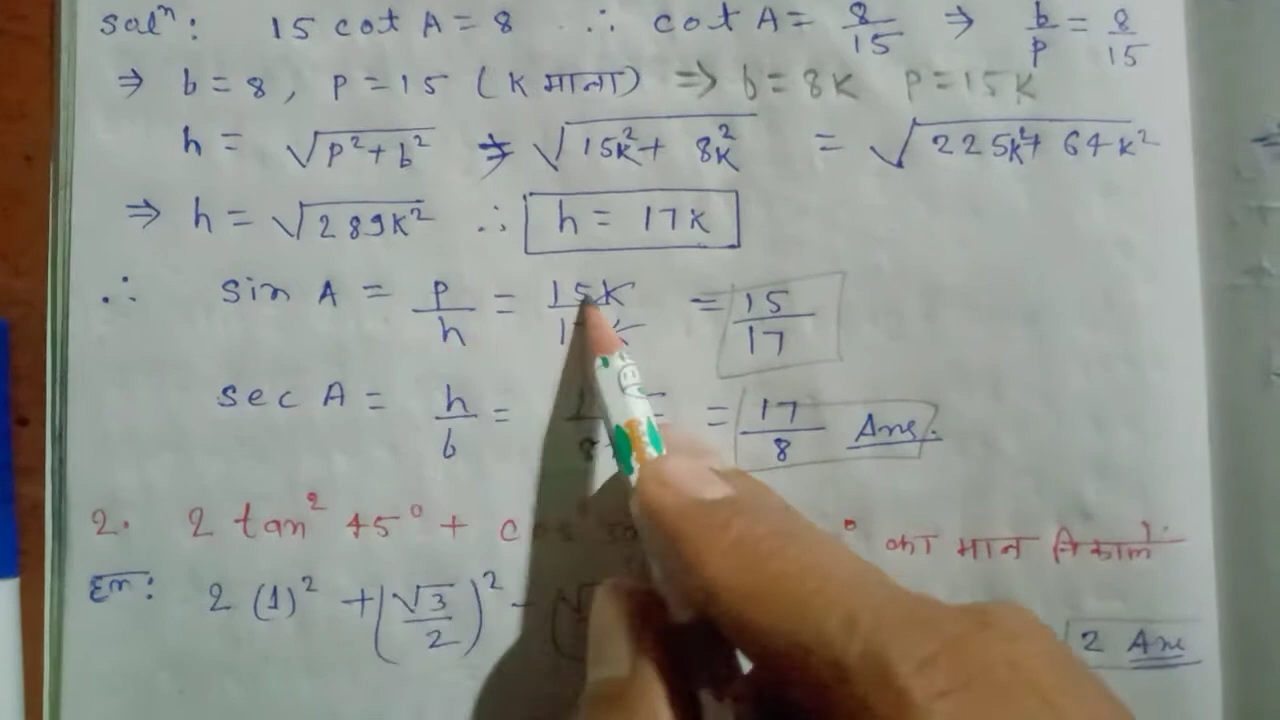 solⁿ: 15 cot A = 8 ∴ cot A = 8/15 ⇒ b/p = 8/15
⇒ b = 8, p = 15 (K माना) ⇒ b = 8K p = 15K
h = √(p² + b²) ⇒ √(15k² + 8k²) = √(225k² + 64k²)
⇒ h = √(289k²) ∴ h = 17k
∴ sin A = p/h = 15k/ = 15/17
sec A = h/b = = 17/8 Ans.
2. 2 tan² 45° + ° का मान निकालें
हल: 2 (1)² + (√3/2)² - 2 Ans